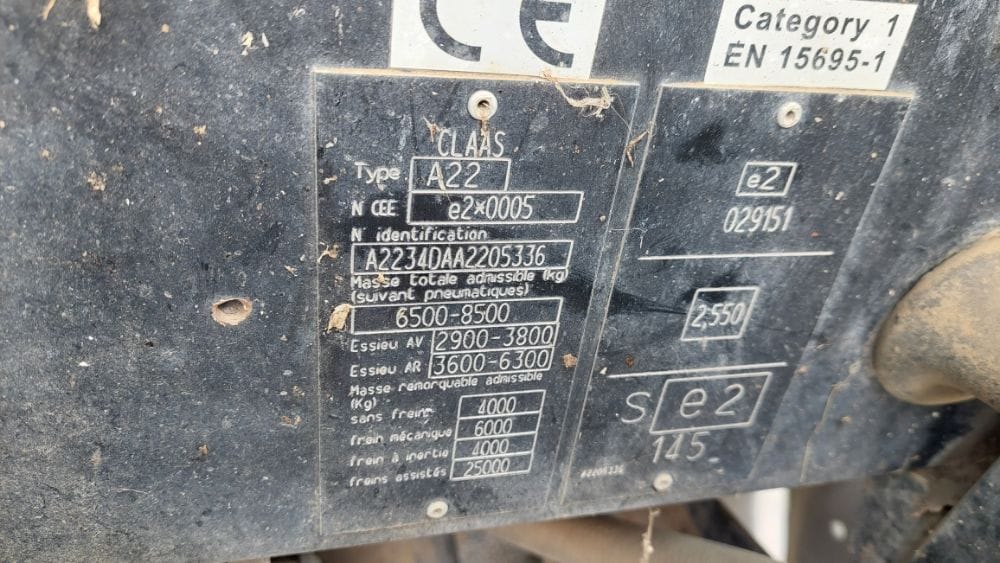 CE
Category 1
EN 15695-1
CLAAS
Type A22
N CEE e2*0005
N° identification
A2234DAA2205336
Masse totale admissible (kg)
(suivant pneumatiques)
6500-8500
Essieu AV 2900-3800
Essieu AR 3600-6300
Masse remorquable admissible
(Kg)
sans freins 4000
frein mécanique 6000
frein à inertie 4000
freins assistés 25000
e2
029151
2,550
S e2
145
A2205336